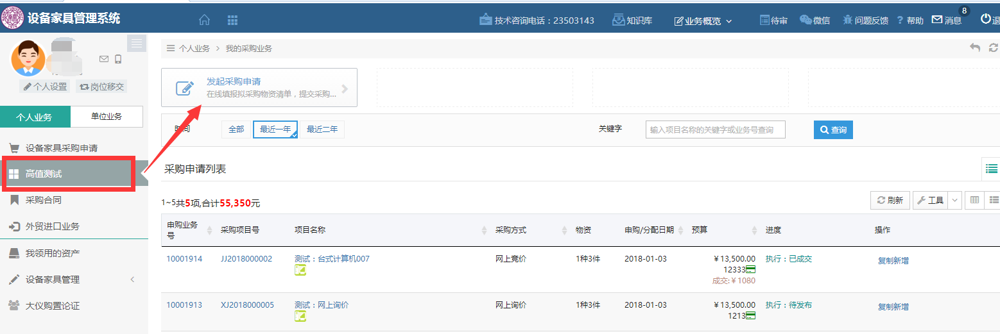 设备家具管理系统
技术咨询电话：23503143
知识库
业务概览
待审
微信
问题反馈
? 帮助
消息
8
退
个人设置
岗位移交
个人业务
单位业务
设备家具采购申请
高值测试
采购合同
外贸进口业务
我领用的资产
设备家具管理
大仪购置论证
个人业务 > 我的采购业务
发起采购申请
在线填报拟采购物资清单，提交采购...
时间
全部
最近一年
最近二年
关键字
输入项目名称的关键字或业务号查询
查询
采购申请列表
1~5共5项,合计55,350元
刷新
工具
申购业务号
采购项目号
项目名称
采购方式
物资
申购/分配日期
预算
进度
操作
10001914
JJ2018000002
测试：台式计算机007
网上竞价
1种3件
2018-01-03
￥13,500.00
12333
成交:￥1080
执行：已成交
复制新增
10001913
XJ2018000005
测试：网上询价
网上询价
1种3件
2018-01-03
￥13,500.00
1213
执行：待发布
复制新增